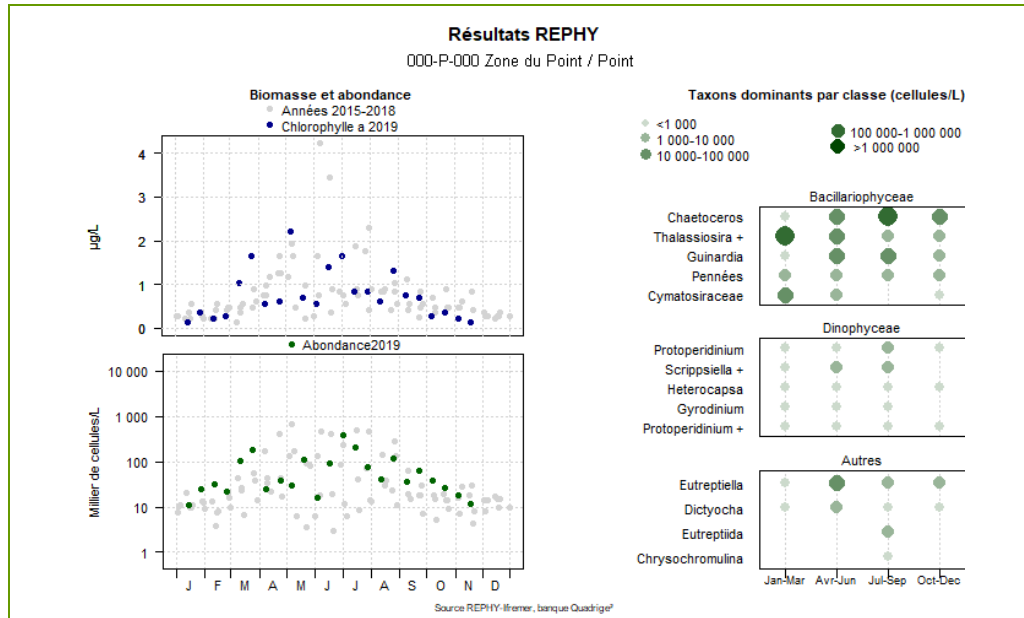 Résultats REPHY
000-P-000 Zone du Point / Point
Biomasse et abondance
Années 2015-2018
Chlorophylle a 2019
µg/L
4
3
2
1
0
Abondance2019
Millier de cellules/L
10 000
1 000
100
10
1
J F M A M J J A S O N D
Taxons dominants par classe (cellules/L)
<1 000
1 000-10 000
10 000-100 000
100 000-1 000 000
>1 000 000
Bacillariophyceae
Chaetoceros
Thalassiosira +
Guinardia
Pennées
Cymatosiraceae
Dinophyceae
Protoperidinium
Scrippsiella +
Heterocapsa
Gyrodinium
Protoperidinium +
Autres
Eutreptiella
Dictyocha
Eutreptiida
Chrysochromulina
Jan-Mar Avr-Jun Jul-Sep Oct-Dec
Source REPHY-Ifremer, banque Quadrige²